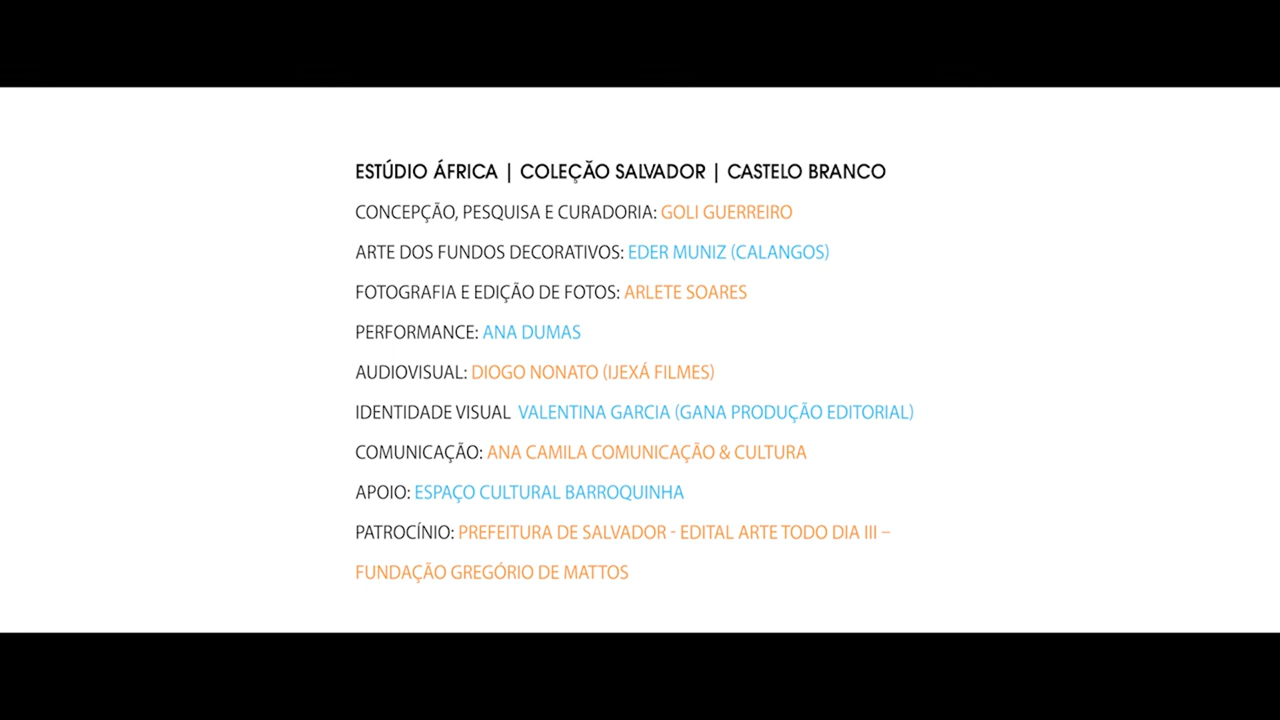 ESTÚDIO ÁFRICA | COLEÇÃO SALVADOR | CASTELO BRANCO
CONCEPÇÃO, PESQUISA E CURADORIA: GOLI GUERREIRO
ARTE DOS FUNDOS DECORATIVOS: EDER MUNIZ (CALANGOS)
FOTOGRAFIA E EDIÇÃO DE FOTOS: ARLETE SOARES
PERFORMANCE: ANA DUMAS
AUDIOVISUAL: DIOGO NONATO (IJEXÁ FILMES)
IDENTIDADE VISUAL VALENTINA GARCIA (GANA PRODUÇÃO EDITORIAL)
COMUNICAÇÃO: ANA CAMILA COMUNICAÇÃO & CULTURA
APOIO: ESPAÇO CULTURAL BARROQUINHA
PATROCÍNIO: PREFEITURA DE SALVADOR - EDITAL ARTE TODO DIA III –
FUNDAÇÃO GREGÓRIO DE MATTOS